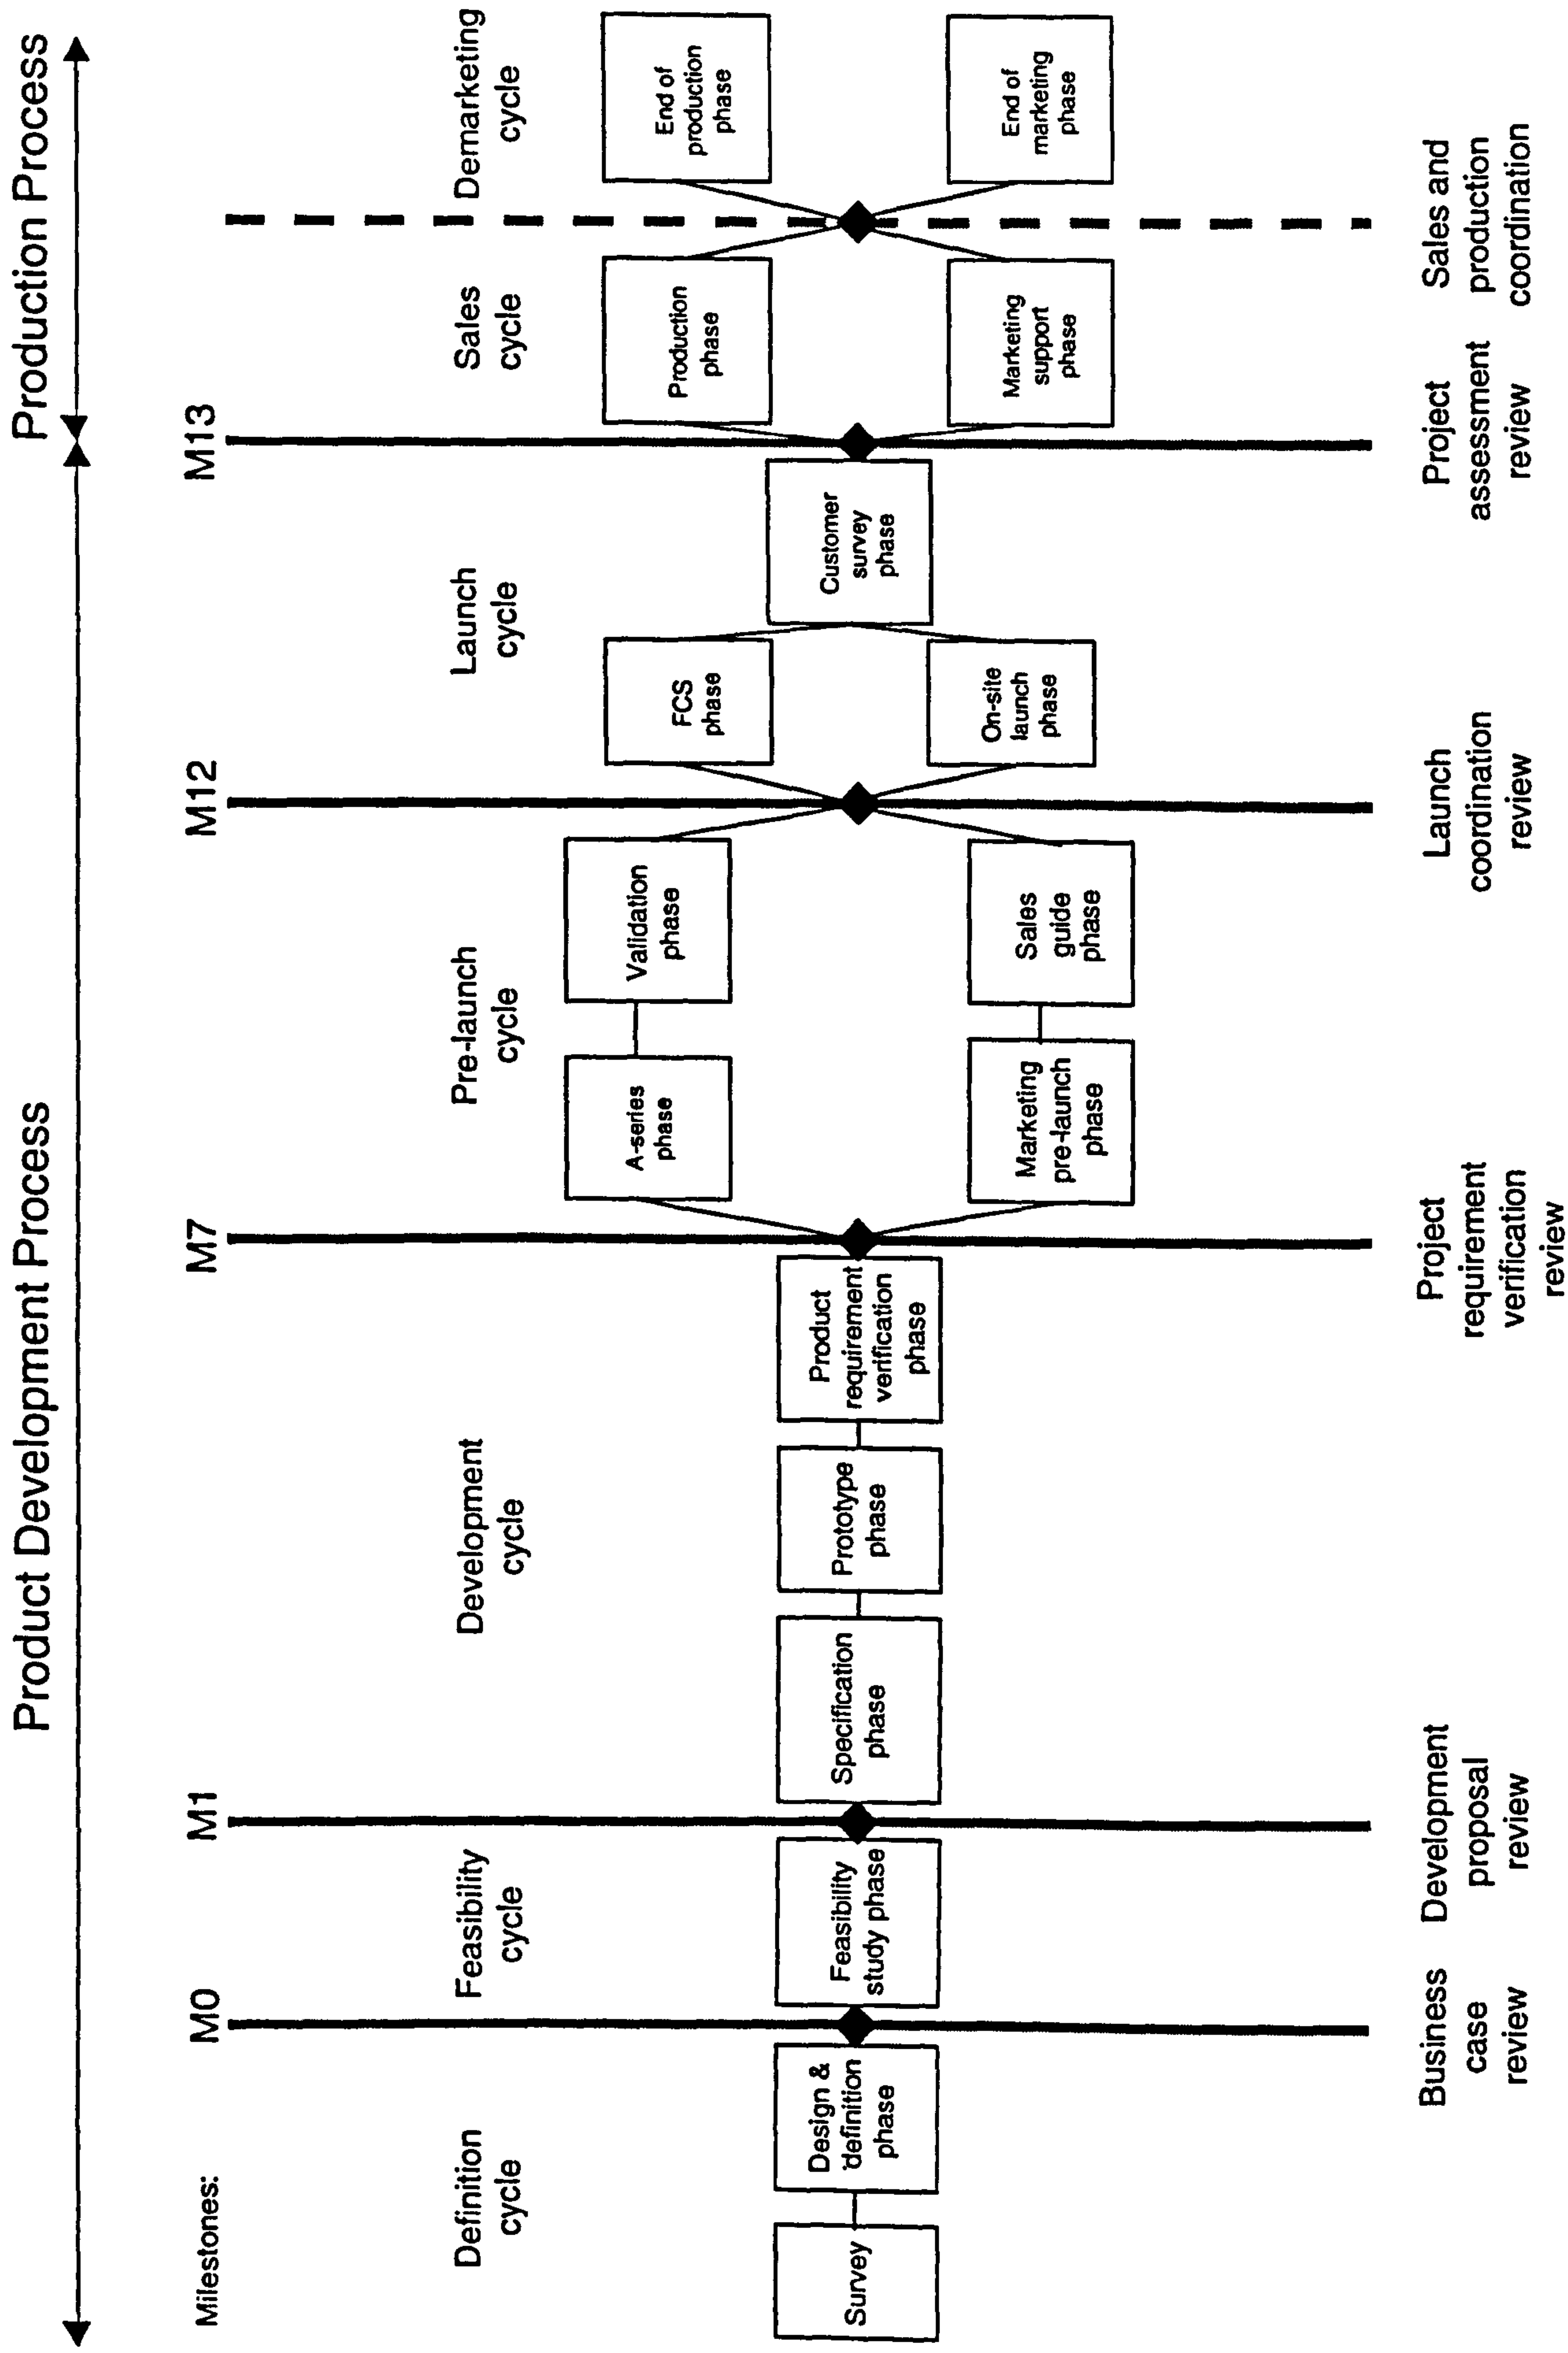 Product Development Process
Production Process
Milestones:
M0
M1
M7
M12
M13
Definition
cycle
Feasibility
cycle
Development
cycle
Pre-launch
cycle
Launch
cycle
Sales
cycle
Demarketing
cycle
Survey
Design &
definition
phase
Feasibility
study phase
Specification
phase
Prototype
phase
Product
requirement
verification
phase
A-series
phase
Validation
phase
Marketing
pre-launch
phase
Sales
guide
phase
FCS
phase
On-site
launch
phase
Customer
survey
phase
Production
phase
Marketing
support
phase
End of
production
phase
End of
marketing
phase
Business
case
review
Development
proposal
review
Project
requirement
verification
review
Launch
coordination
review
Project
assessment
review
Sales and
production
coordination